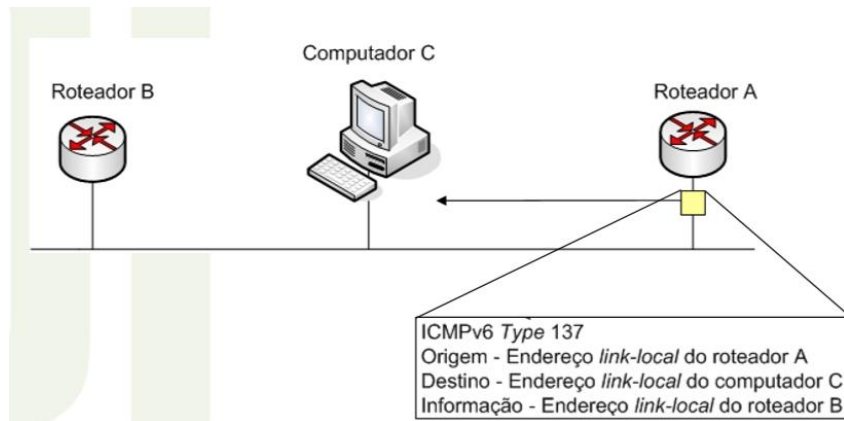 Computador C
Roteador B
Roteador A
ICMPv6 Type 137
Origem - Endereço link-local do roteador A
Destino - Endereço link-local do computador C
Informação - Endereço link-local do roteador B